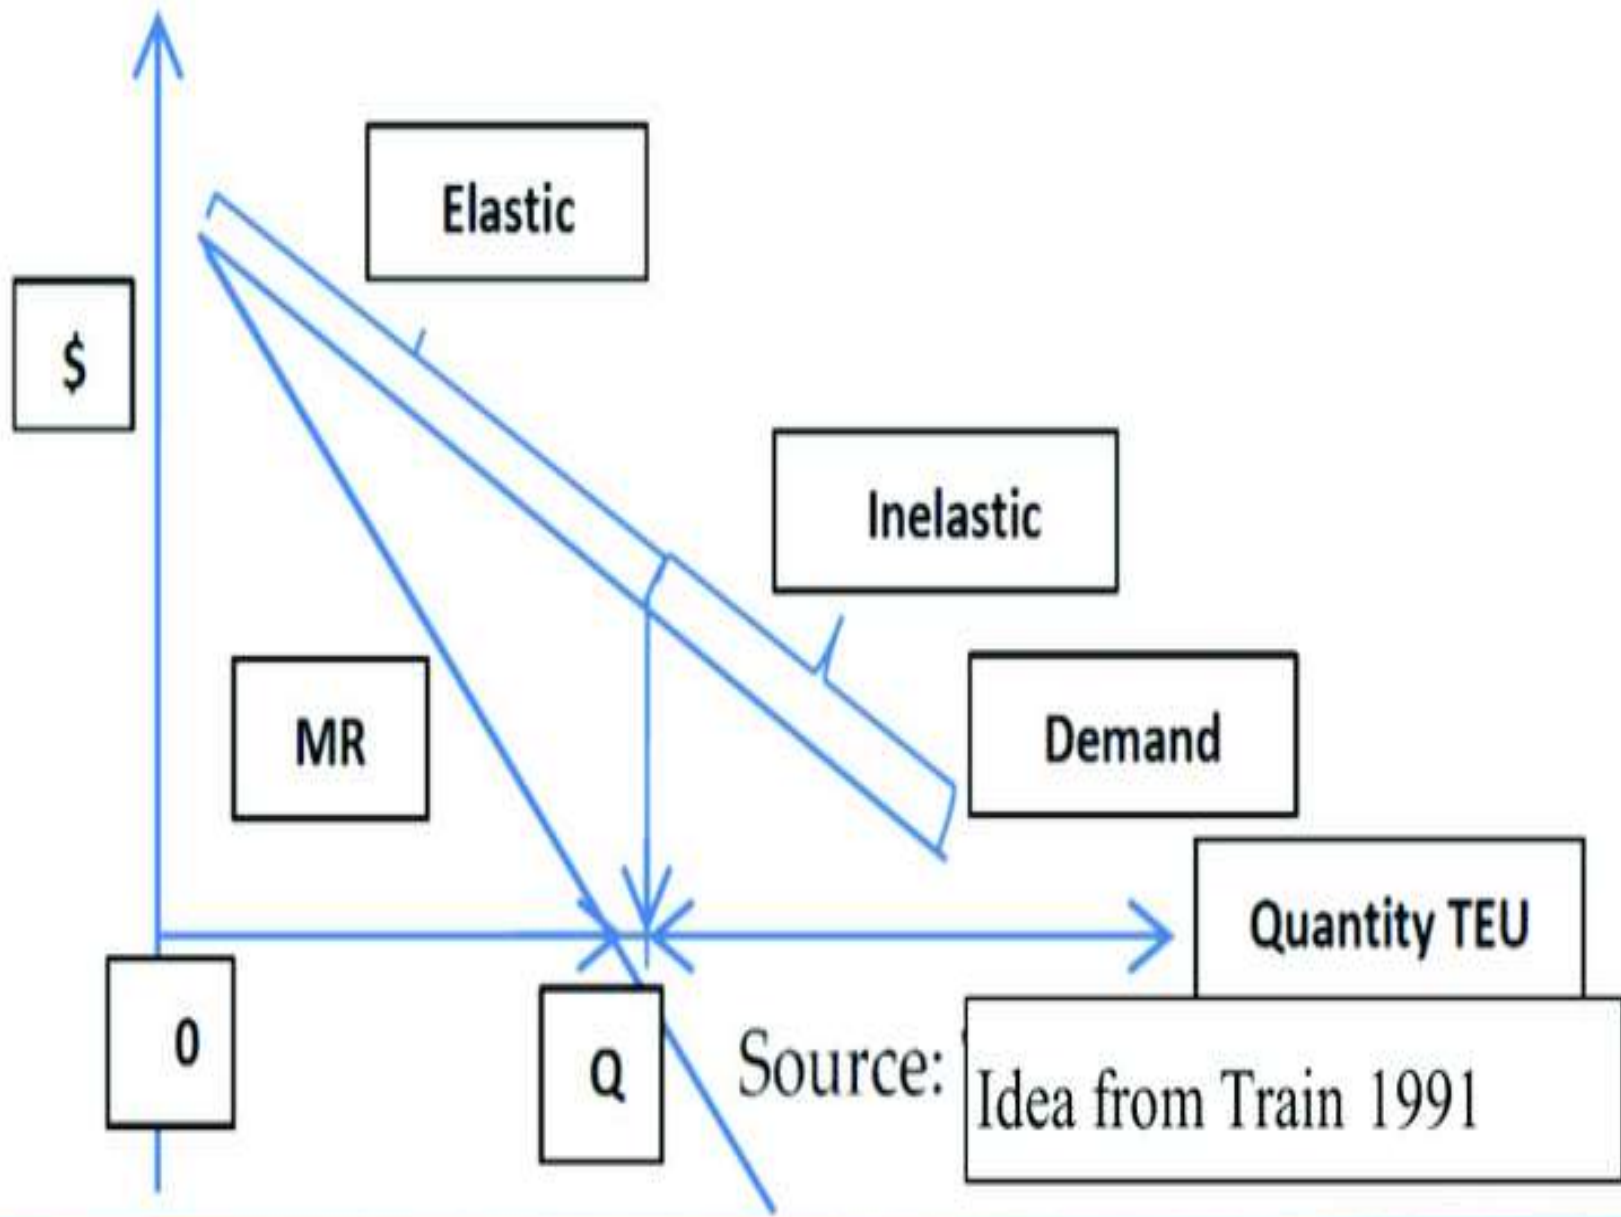 Elastic
$
Inelastic
MR
Demand
Quantity TEU
0
Q
Source:
Idea from Train 1991